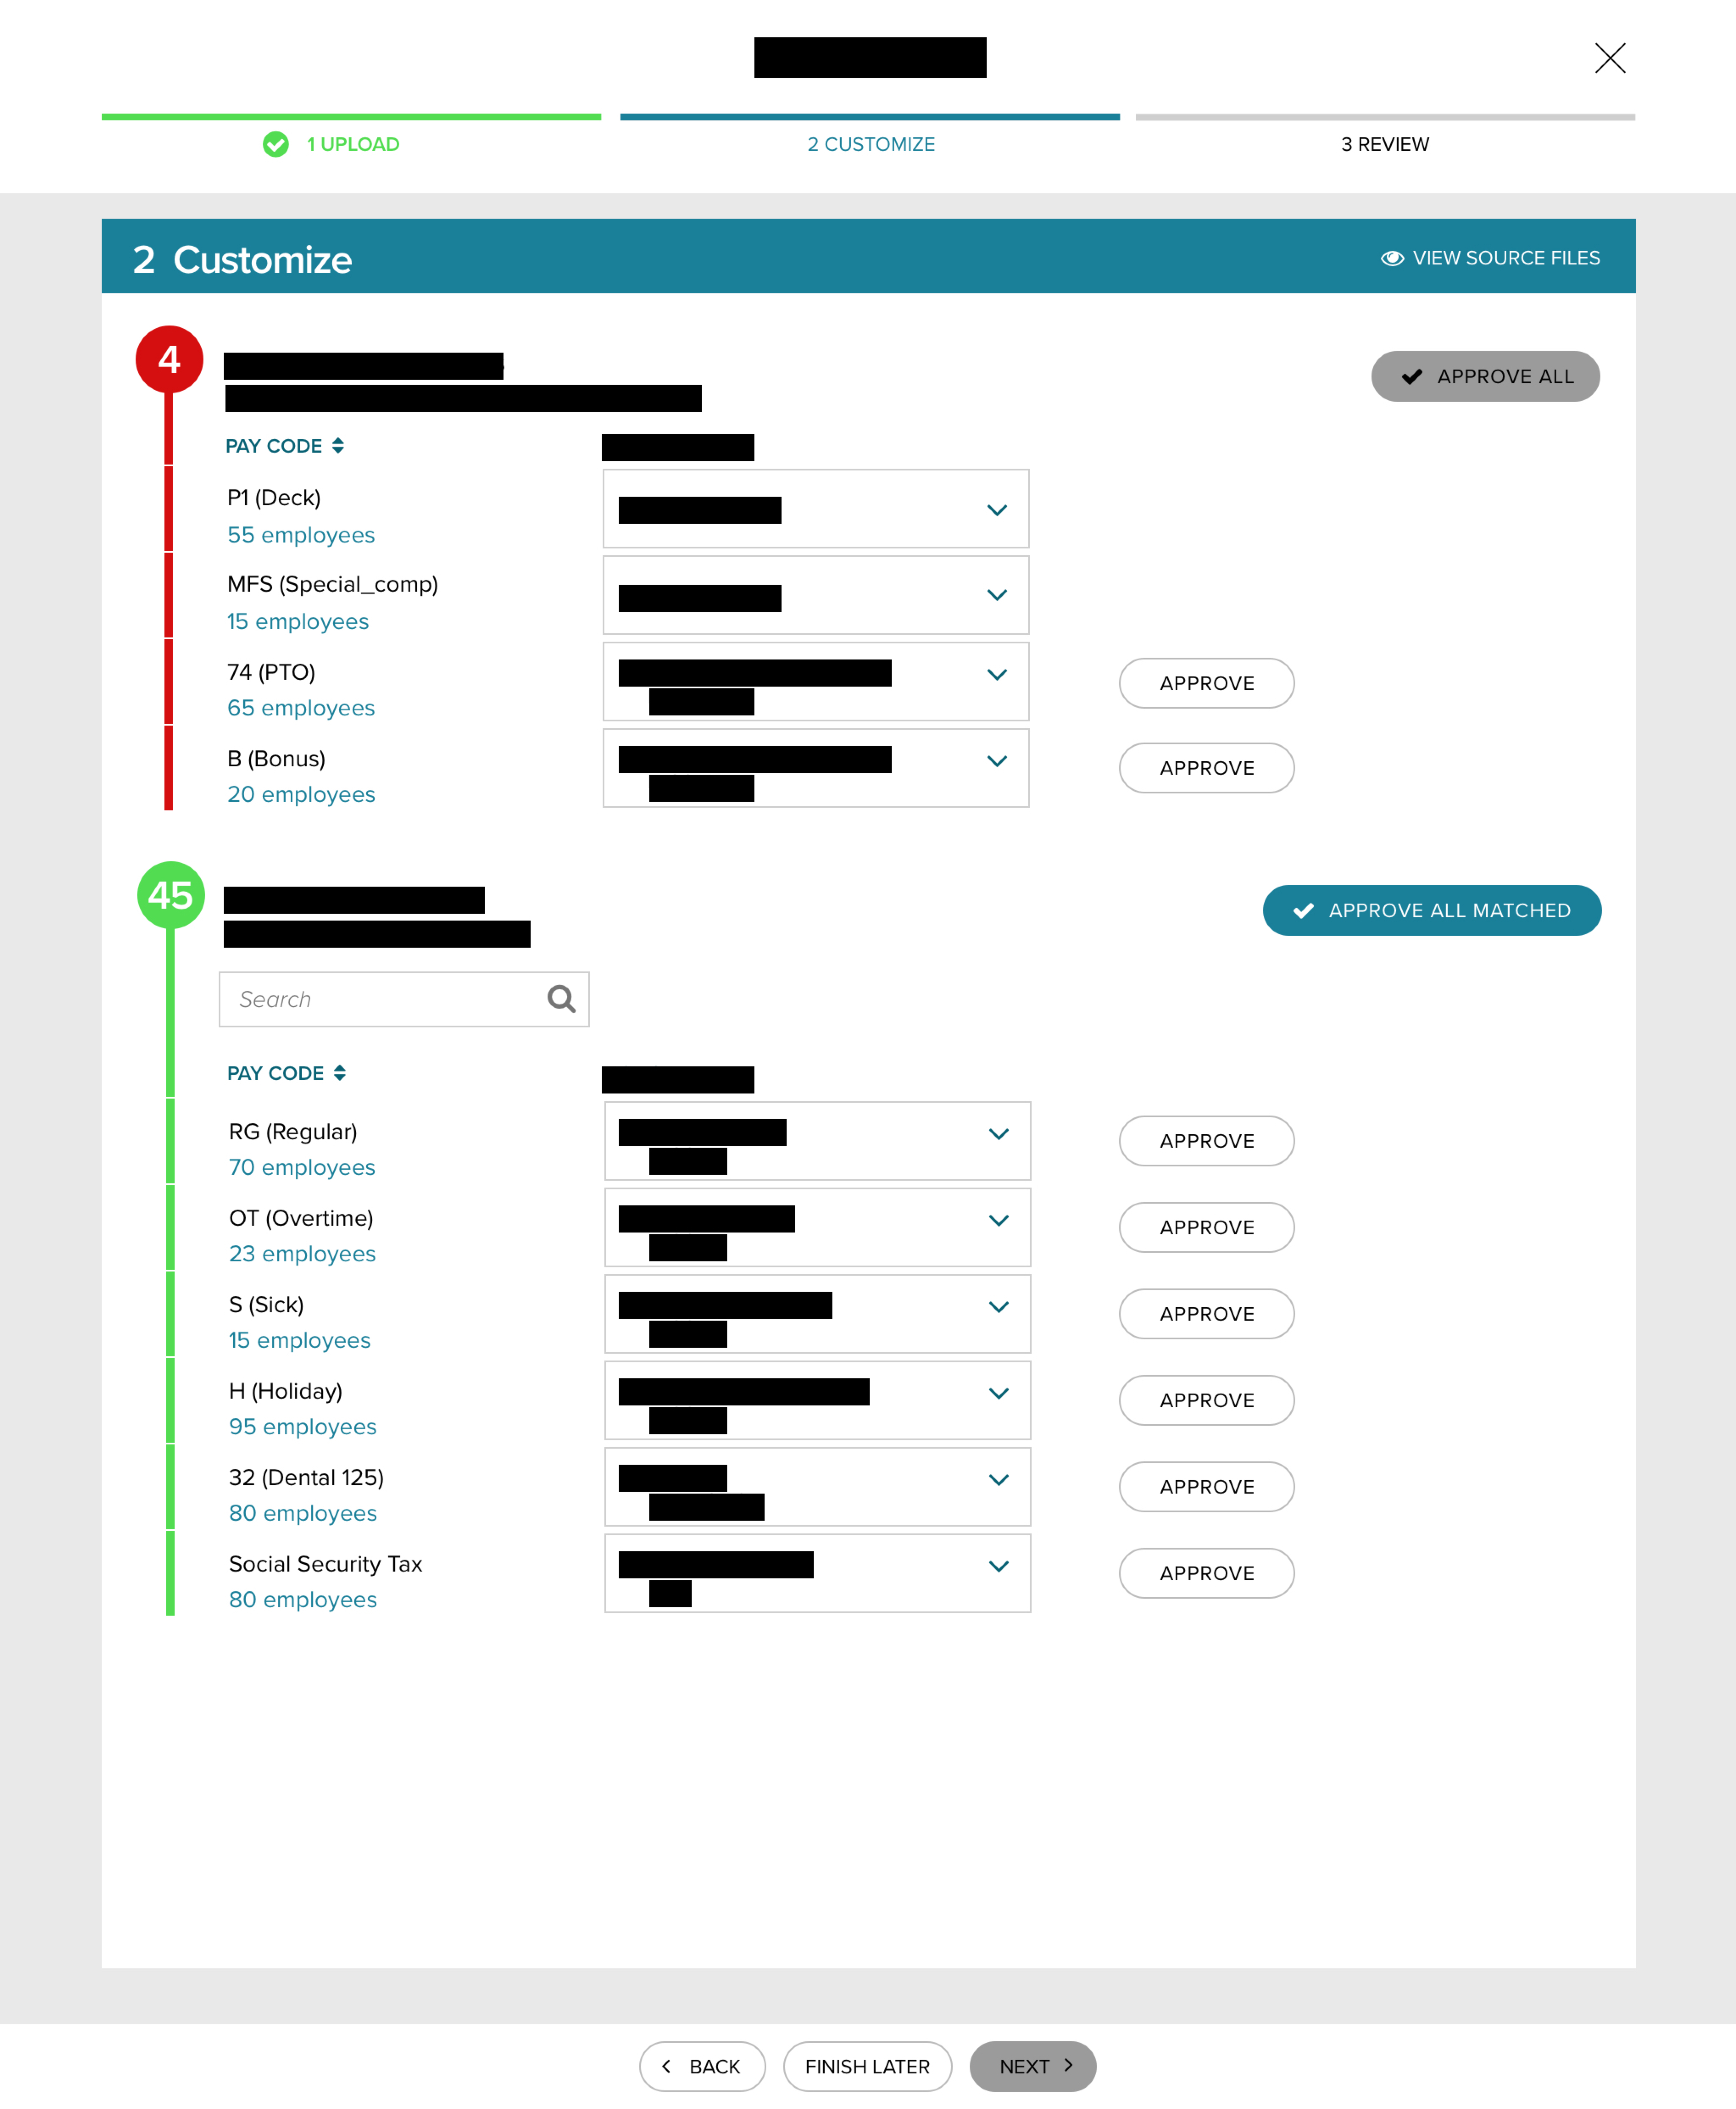 1 UPLOAD
2 CUSTOMIZE
3 REVIEW
2 Customize
VIEW SOURCE FILES
4
APPROVE ALL
PAY CODE
P1 (Deck)
55 employees
MFS (Special_comp)
15 employees
74 (PTO)
65 employees
APPROVE
B (Bonus)
20 employees
APPROVE
45
APPROVE ALL MATCHED
Search
PAY CODE
RG (Regular)
70 employees
APPROVE
OT (Overtime)
23 employees
APPROVE
S (Sick)
15 employees
APPROVE
H (Holiday)
95 employees
APPROVE
32 (Dental 125)
80 employees
APPROVE
Social Security Tax
80 employees
APPROVE
BACK
FINISH LATER
NEXT